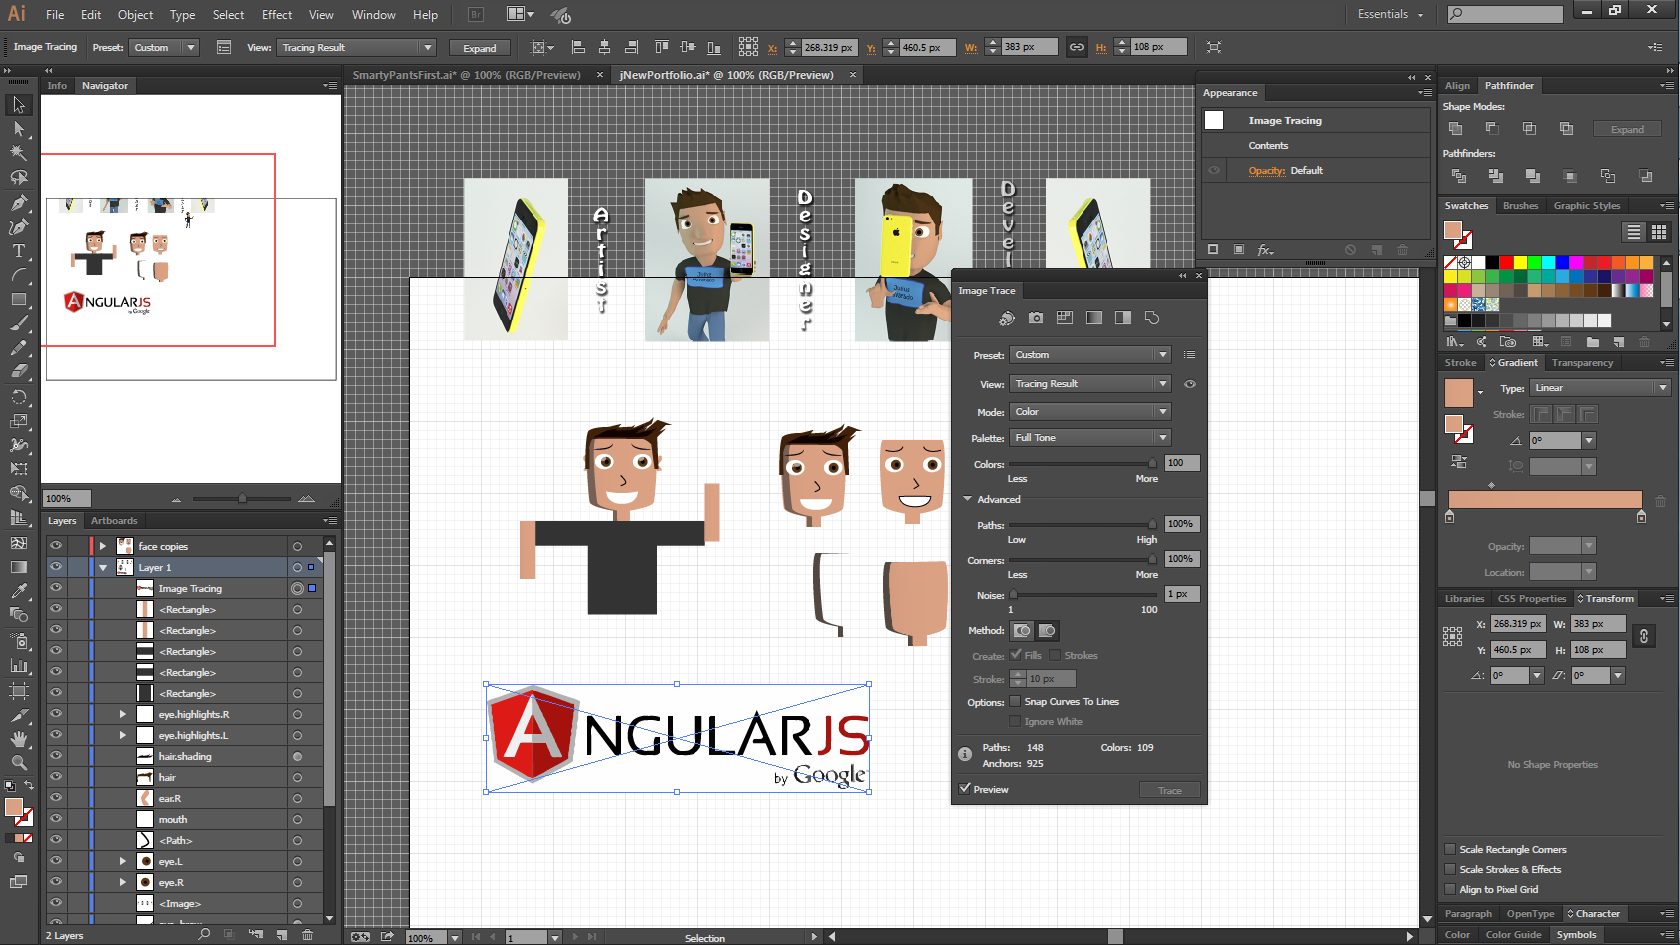 Ai File Edit Object Type Select Effect View Window Help Br Essentials
Image Tracing Preset: Custom View: Tracing Result Expand X: 268.319 px Y: 460.5 px W: 383 px H: 108 px
SmartyPantsFirst.ai* @ 100% (RGB/Preview) × jNewPortfolio.ai* @ 100% (RGB/Preview) ×
Info Navigator
100%
Layers Artboards
face copies
Layer 1
Image Tracing
<Rectangle>
<Rectangle>
<Rectangle>
<Rectangle>
<Rectangle>
eye.highlights.R
eye.highlights.L
hair.shading
hair
ear.R
mouth
<Path>
eye.L
eye.R
<Image>
2 Layers
Artist
Designer
Devel
NGULARJS
by Google
A NGULARJS
by Google
100% 1 Selection
Appearance
Image Tracing
Contents
Opacity: Default
fx
Image Trace
Preset: Custom
View: Tracing Result
Mode: Color
Palette: Full Tone
Colors: 100
Less More
Advanced
Paths: 100%
Low High
Corners: 100%
Less More
Noise: 1 px
1 100
Method:
Create: Fills Strokes
Stroke: 10 px
Options: Snap Curves To Lines
Ignore White
Paths: 148 Colors: 109
Anchors: 925
Preview Trace
Align Pathfinder
Shape Modes:
Expand
Pathfinders:
Swatches Brushes Graphic Styles
Stroke Gradient Transparency
Type: Linear
Stroke:
0°
Opacity:
Location:
Libraries CSS Properties Transform
X: 268.319 px W: 383 px
Y: 460.5 px H: 108 px
0° 0°
No Shape Properties
Scale Rectangle Corners
Scale Strokes & Effects
Align to Pixel Grid
Paragraph OpenType Character
Color Color Guide Symbols